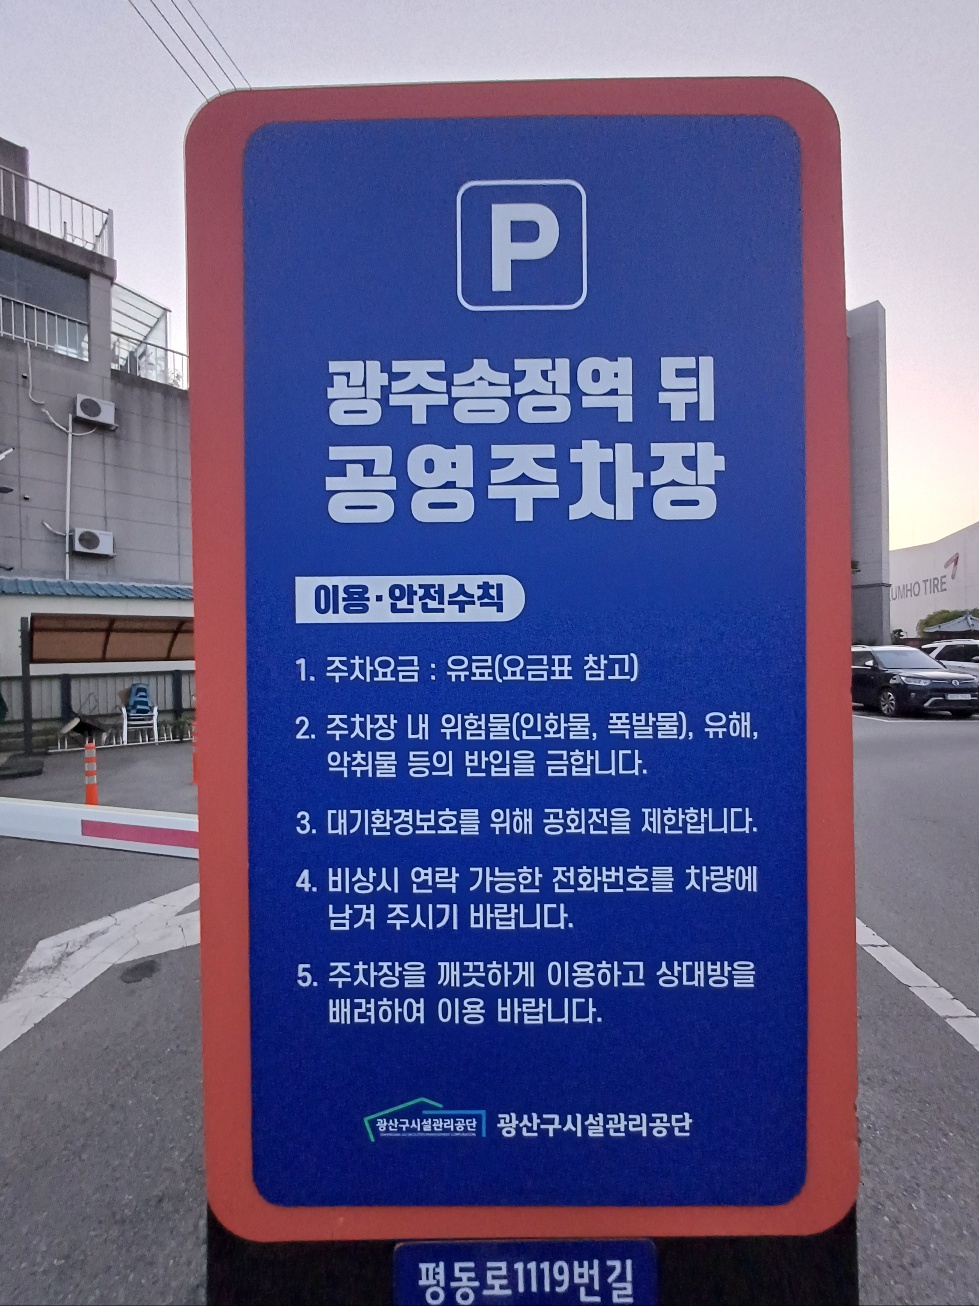 P
광주송정역 뒤
공영주차장
이용·안전수칙
1. 주차요금 : 유료(요금표 참고)
2. 주차장 내 위험물(인화물, 폭발물), 유해,
악취물 등의 반입을 금합니다.
3. 대기환경보호를 위해 공회전을 제한합니다.
4. 비상시 연락 가능한 전화번호를 차량에
남겨 주시기 바랍니다.
5. 주차장을 깨끗하게 이용하고 상대방을
배려하여 이용 바랍니다.
광산구시설관리공단 광산구시설관리공단
평동로1119번길
UMHO TIRE